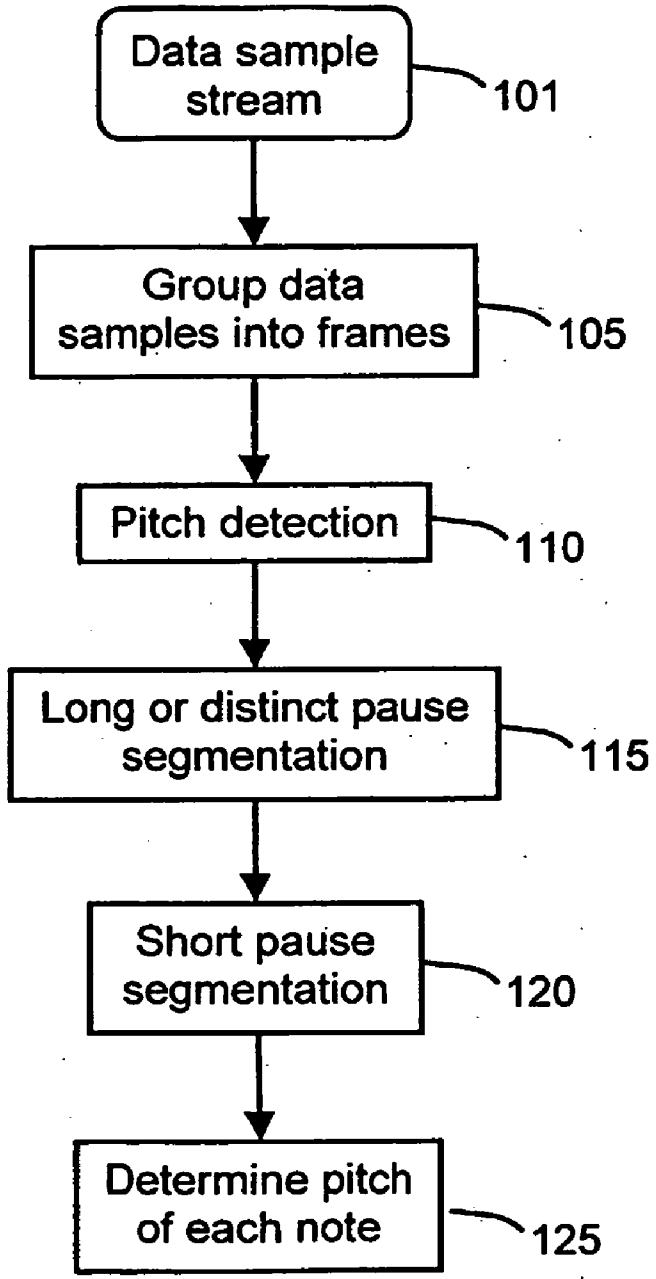 Data sample
stream
101
Group data
samples into frames
105
Pitch detection
110
Long or distinct pause
segmentation
115
Short pause
segmentation
120
Determine pitch
of each note
125